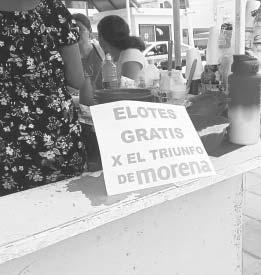 ELOTES
GRATIS
X EL TRIUNFO
DE morena